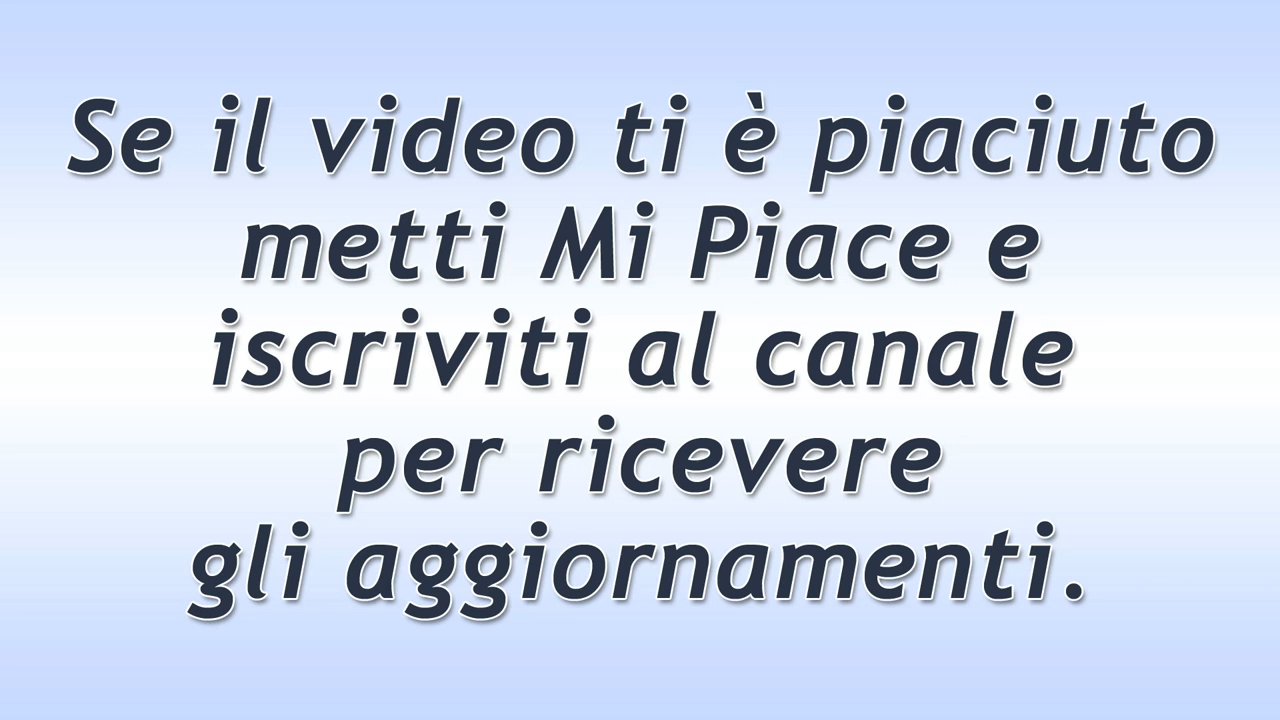 Se il video ti è piaciuto
metti Mi Piace e
iscriviti al canale
per ricevere
gli aggiornamenti.